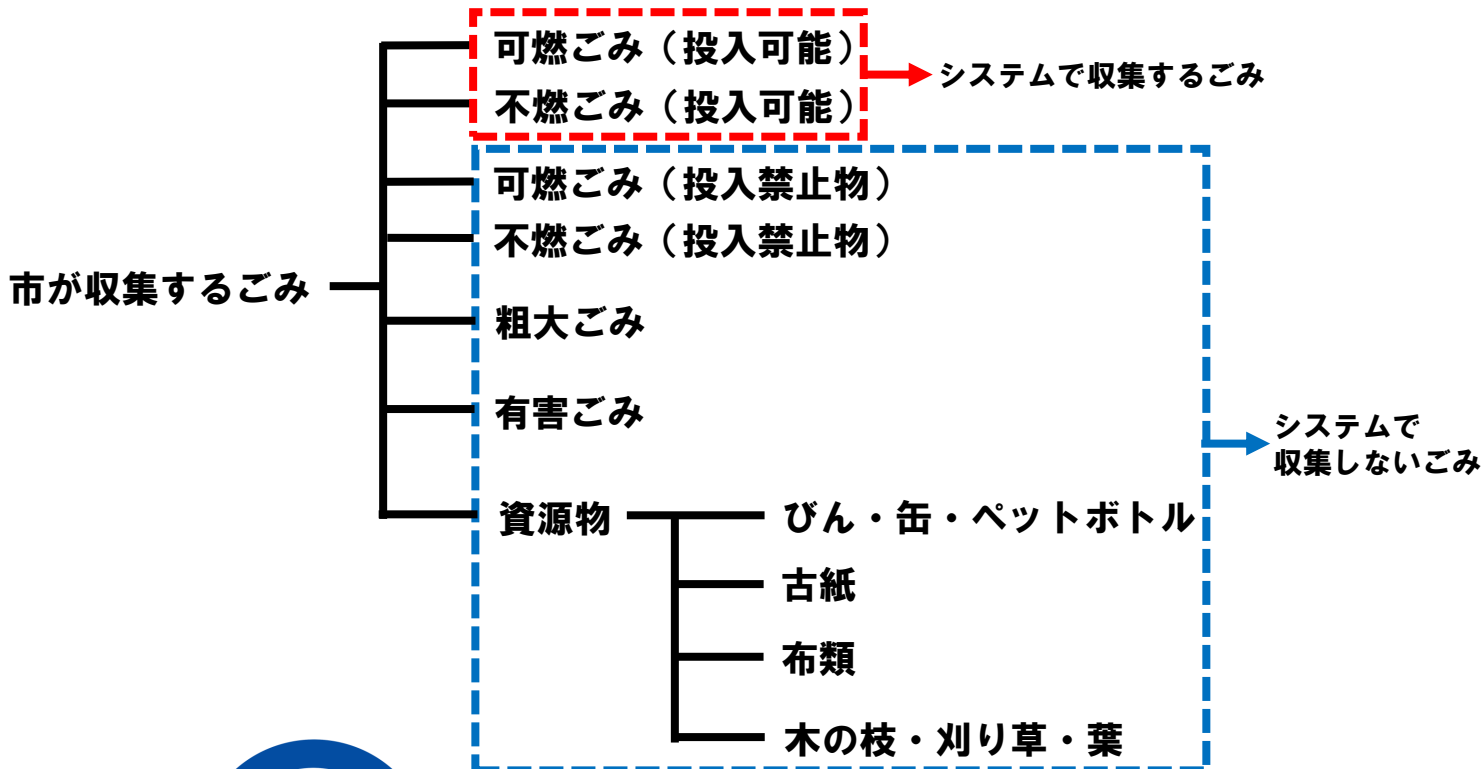 可燃ごみ（投入可能）
システムで収集するごみ
不燃ごみ（投入可能）
可燃ごみ（投入禁止物）
不燃ごみ（投入禁止物）
市が収集するごみ
粗大ごみ
有害ごみ
システムで
収集しないごみ
資源物
びん・缶・ペットボトル
古紙
布類
木の枝・刈り草・葉